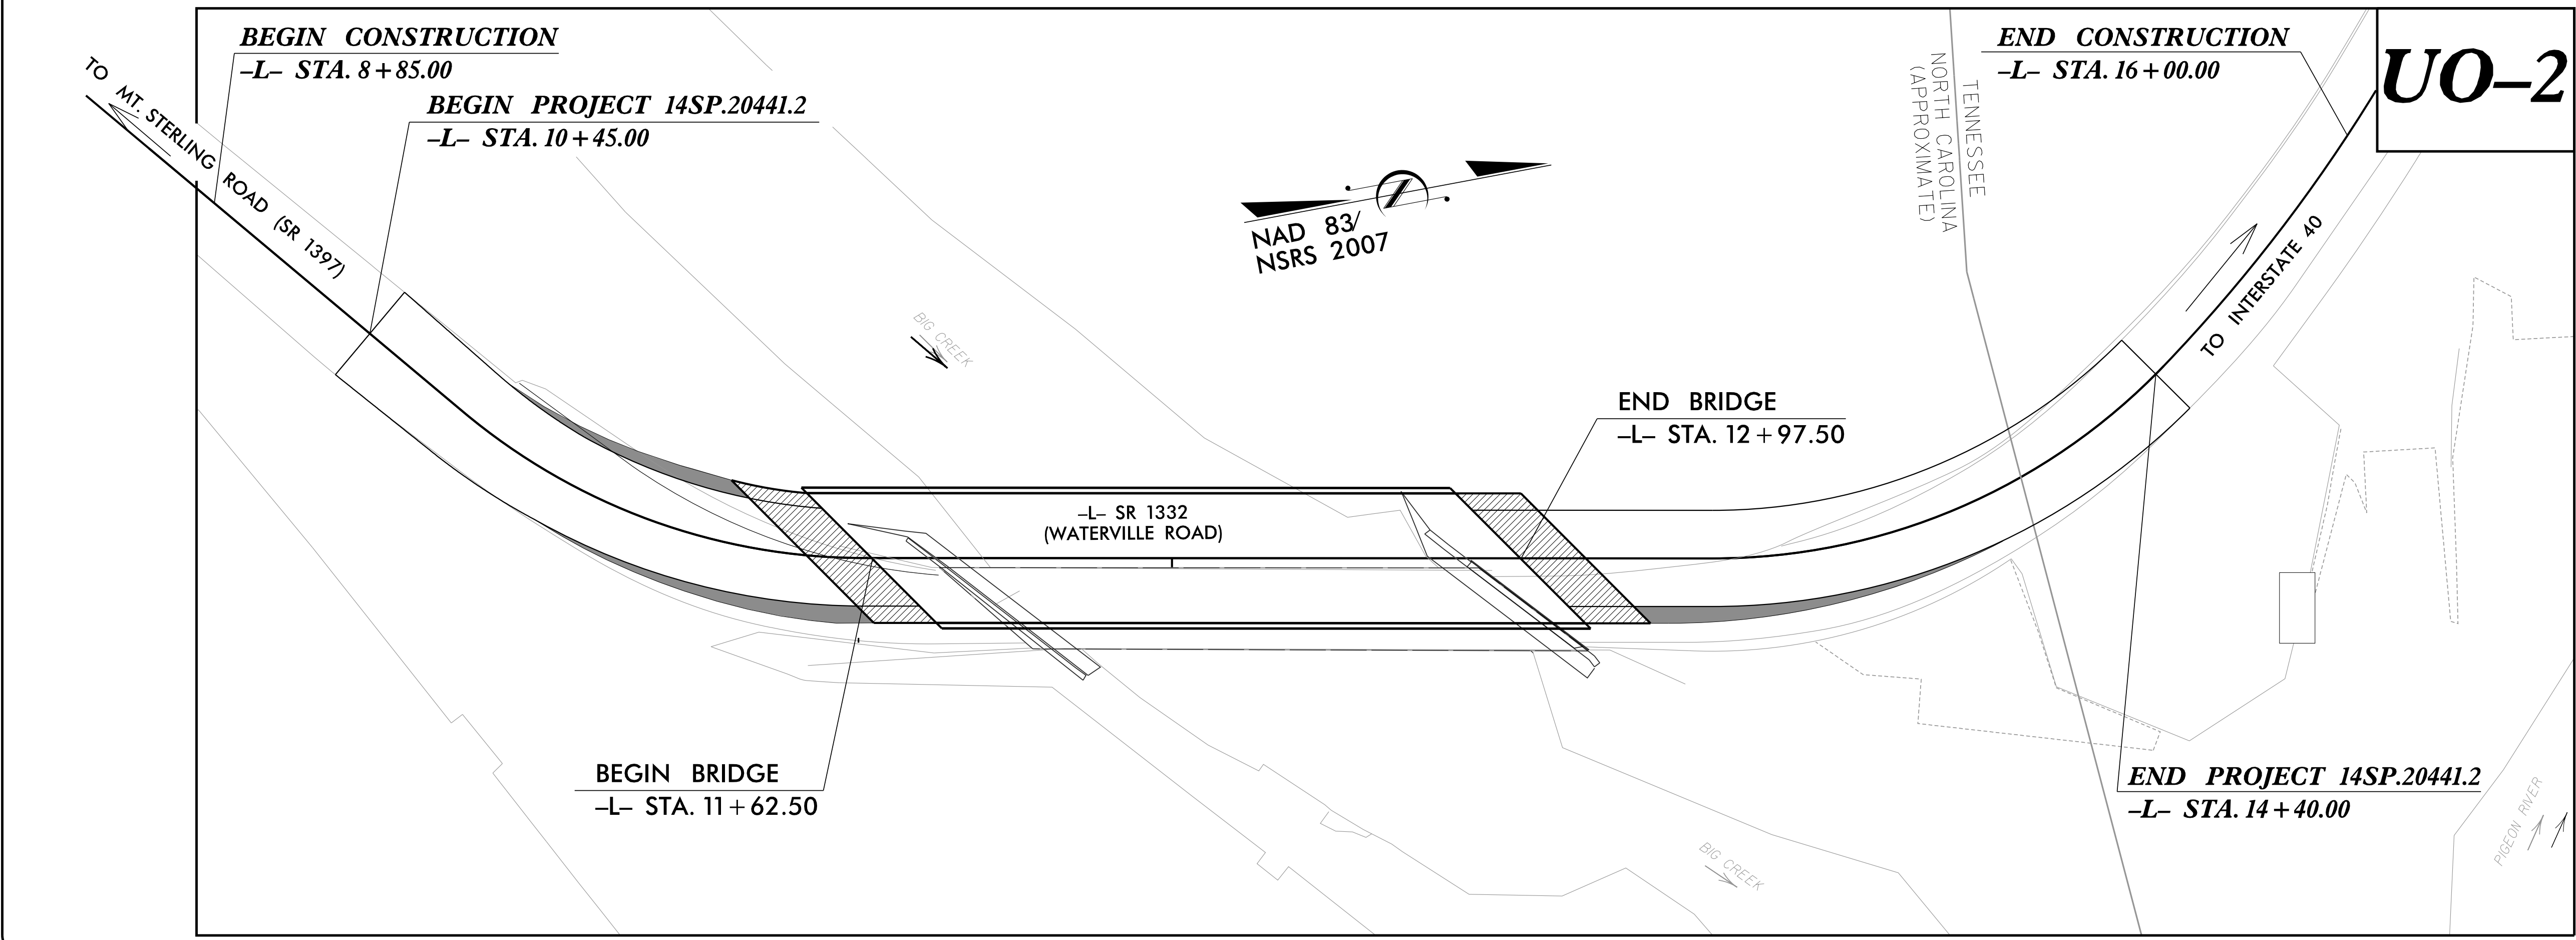 BEGIN CONSTRUCTION
-L- STA. 8+85.00
BEGIN PROJECT 14SP.20441.2
-L- STA. 10+45.00
TO MT. STERLING ROAD (SR 1397)
NAD 83/
NSRS 2007
TENNESSEE
NORTH CAROLINA
(APPROXIMATE)
END CONSTRUCTION
-L- STA. 16+00.00
UO-2
TO INTERSTATE 40
BIG CREEK
END BRIDGE
-L- STA. 12+97.50
-L- SR 1332
(WATERVILLE ROAD)
BEGIN BRIDGE
-L- STA. 11+62.50
END PROJECT 14SP.20441.2
-L- STA. 14+40.00
BIG CREEK
PIGEON RIVER